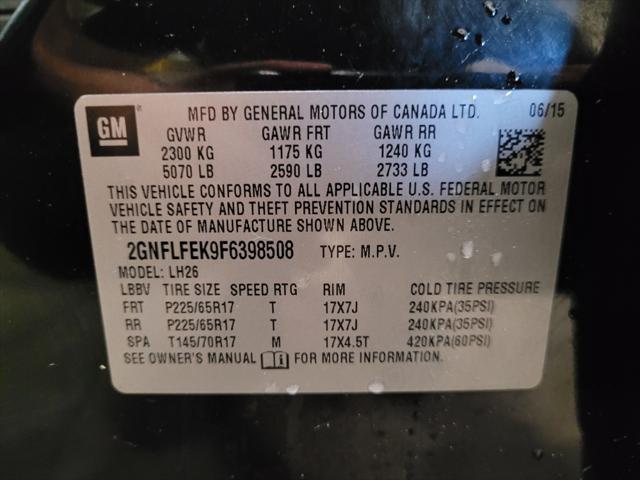 GM ® MFD BY GENERAL MOTORS OF CANADA LTD. 06/15
GVWR GAWR FRT GAWR RR
2300 KG 1175 KG 1240 KG
5070 LB 2590 LB 2733 LB
THIS VEHICLE CONFORMS TO ALL APPLICABLE U.S. FEDERAL MOTOR
VEHICLE SAFETY AND THEFT PREVENTION STANDARDS IN EFFECT ON
THE DATE OF MANUFACTURE SHOWN ABOVE.
2GNFLFEK9F6398508 TYPE: M.P.V.
MODEL: LH26
LBBV TIRE SIZE SPEED RTG RIM COLD TIRE PRESSURE
FRT P225/65R17 T 17X7J 240KPA(35PSI)
RR P225/65R17 T 17X7J 240KPA(35PSI)
SPA T145/70R17 M 17X4.5T 420KPA(60PSI)
SEE OWNER'S MANUAL FOR MORE INFORMATION.